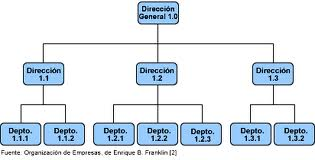 Dirección
General 1.0
Dirección
1.1
Dirección
1.2
Dirección
1.3
Depto.
1.1.1
Depto.
1.1.2
Depto.
1.2.1
Depto.
1.2.2
Depto.
1.2.3
Depto.
1.3.1
Depto.
1.3.2
Fuente. Organización de Empresas, de Enrique B. Franklin [2]